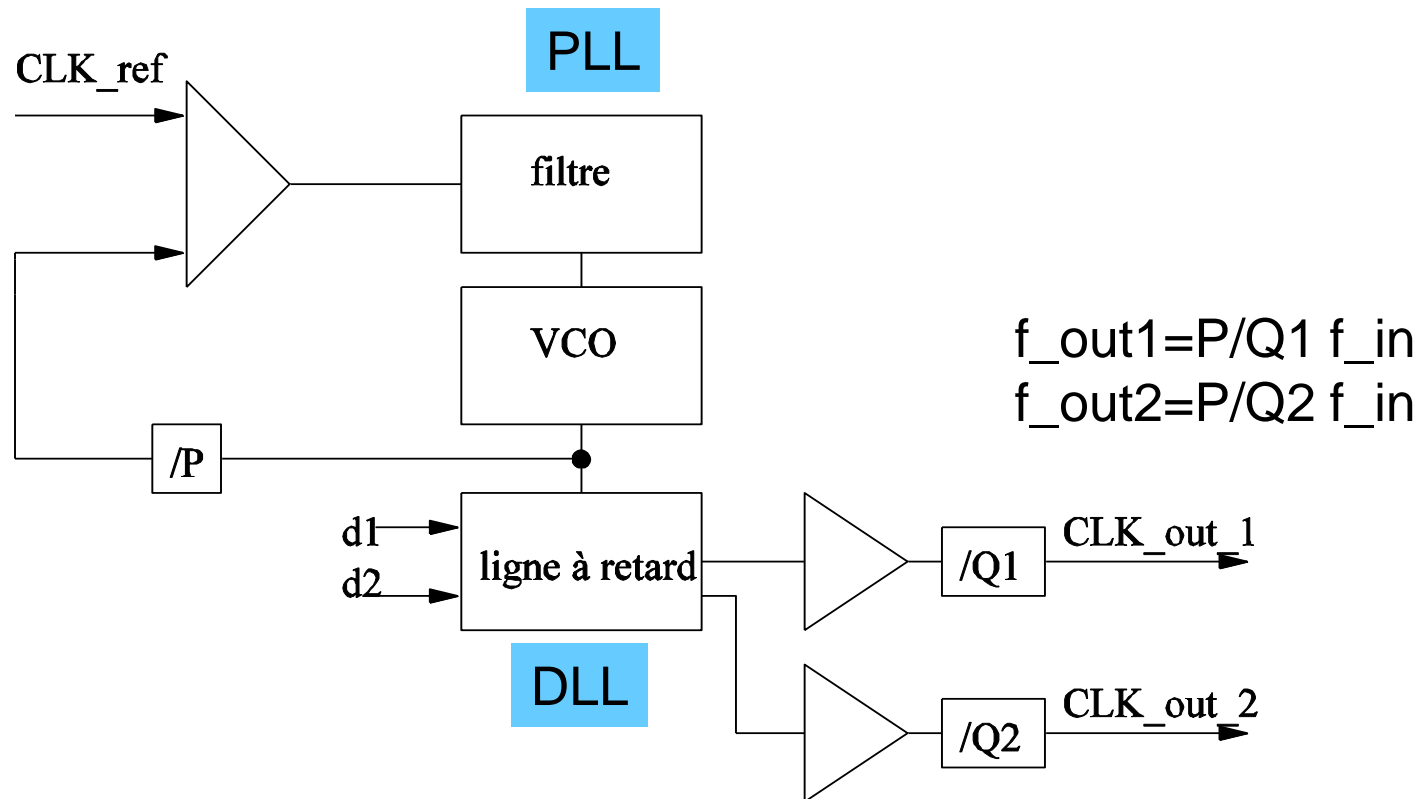 PLL
CLK_ref
filtre
VCO
f_out1=P/Q1 f_in
f_out2=P/Q2 f_in
/P
d1
d2
ligne à retard
/Q1
CLK_out_1
DLL
/Q2
CLK_out_2